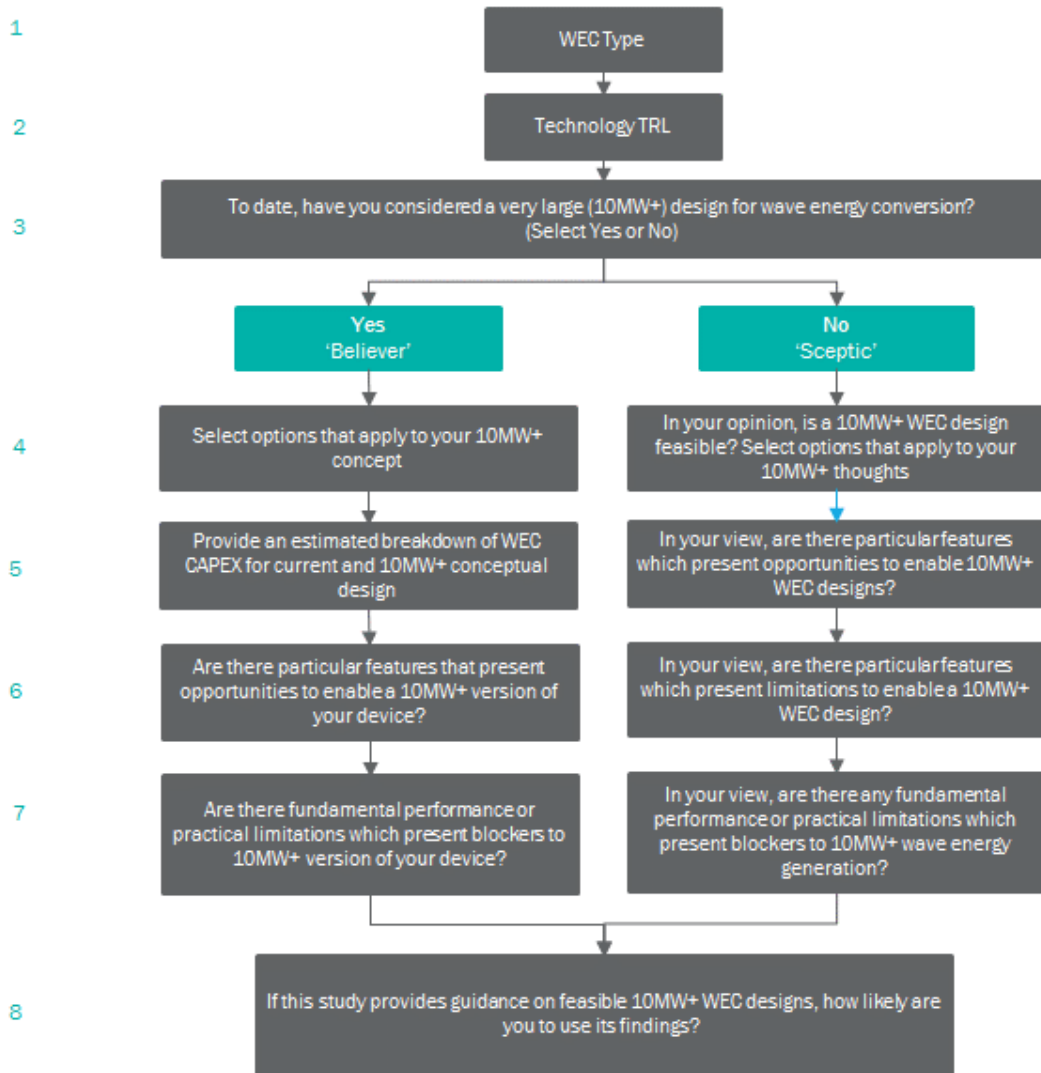 1
WEC Type
2
Technology TRL
3
To date, have you considered a very large (10MW+) design for wave energy conversion?
(Select Yes or No)
Yes
'Believer'
No
'Sceptic'
4
Select options that apply to your 10MW+
concept
In your opinion, is a 10MW+ WEC design
feasible? Select options that apply to your
10MW+ thoughts
5
Provide an estimated breakdown of WEC
CAPEX for current and 10MW+ conceptual
design
In your view, are there particular features
which present opportunities to enable 10MW+
WEC designs?
6
Are there particular features that present
opportunities to enable a 10MW+ version of
your device?
In your view, are there particular features
which present limitations to enable a 10MW+
WEC design?
7
Are there fundamental performance or
practical limitations which present blockers to
10MW+ version of your device?
In your view, are there any fundamental
performance or practical limitations which
present blockers to 10MW+ wave energy
generation?
8
If this study provides guidance on feasible 10MW+ WEC designs, how likely are
you to use its findings?